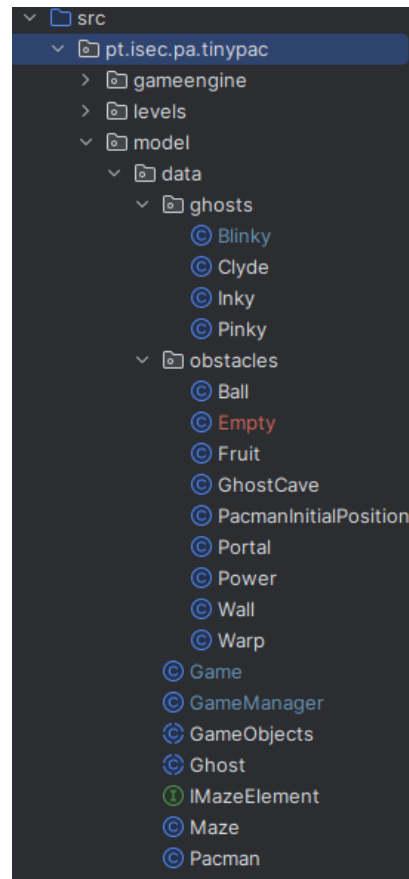 src
pt.isec.pa.tinypac
gameengine
levels
model
data
ghosts
C Blinky
C Clyde
C Inky
C Pinky
obstacles
C Ball
C Empty
C Fruit
C GhostCave
C PacmanInitialPosition
C Portal
C Power
C Wall
C Warp
C Game
C GameManager
C GameObjects
C Ghost
I IMazeElement
C Maze
C Pacman